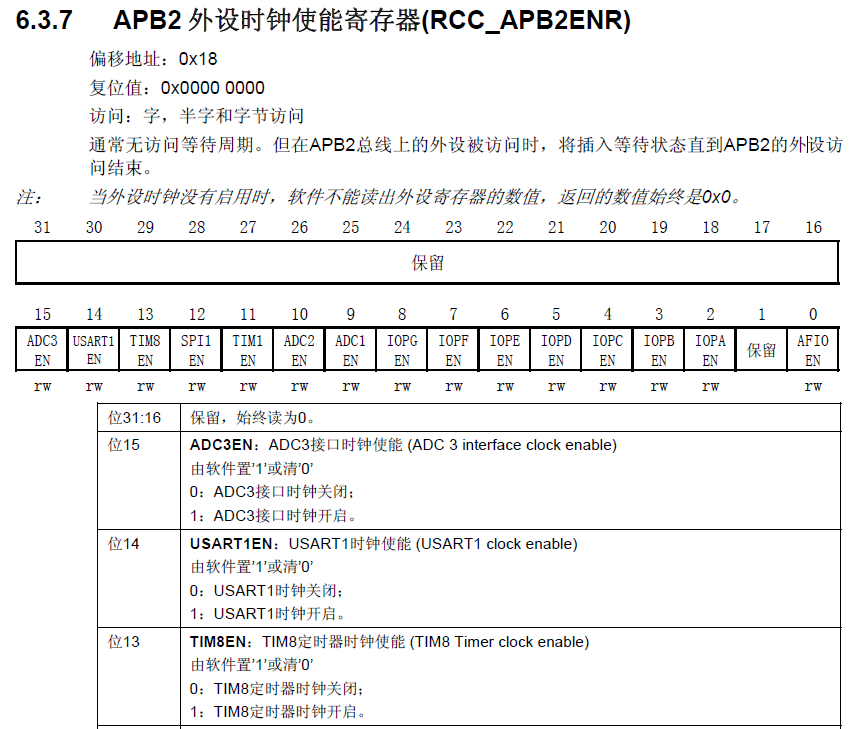 6.3.7 APB2 外设时钟使能寄存器(RCC_APB2ENR)
偏移地址：0x18
复位值：0x0000 0000
访问：字，半字和字节访问
通常无访问等待周期。但在APB2总线上的外设被访问时，将插入等待状态直到APB2的外设访
问结束。
注： 当外设时钟没有启用时，软件不能读出外设寄存器的数值，返回的数值始终是0x0。
31 30 29 28 27 26 25 24 23 22 21 20 19 18 17 16
保留
15 14 13 12 11 10 9 8 7 6 5 4 3 2 1 0
ADC3 USART1 TIM8 SPI1 TIM1 ADC2 ADC1 IOPG IOPF IOPE IOPD IOPC IOPB IOPA 保留 AFIO
EN EN EN EN EN EN EN EN EN EN EN EN EN EN EN
rw rw rw rw rw rw rw rw rw rw rw rw rw rw rw
位31:16 保留，始终读为0。
位15 ADC3EN：ADC3接口时钟使能 (ADC 3 interface clock enable)
由软件置'1'或清'0'
0：ADC3接口时钟关闭；
1：ADC3接口时钟开启。
位14 USART1EN：USART1时钟使能 (USART1 clock enable)
由软件置'1'或清'0'
0：USART1时钟关闭；
1：USART1时钟开启。
位13 TIM8EN：TIM8定时器时钟使能 (TIM8 Timer clock enable)
由软件置'1'或清'0'
0：TIM8定时器时钟关闭；
1：TIM8定时器时钟开启。